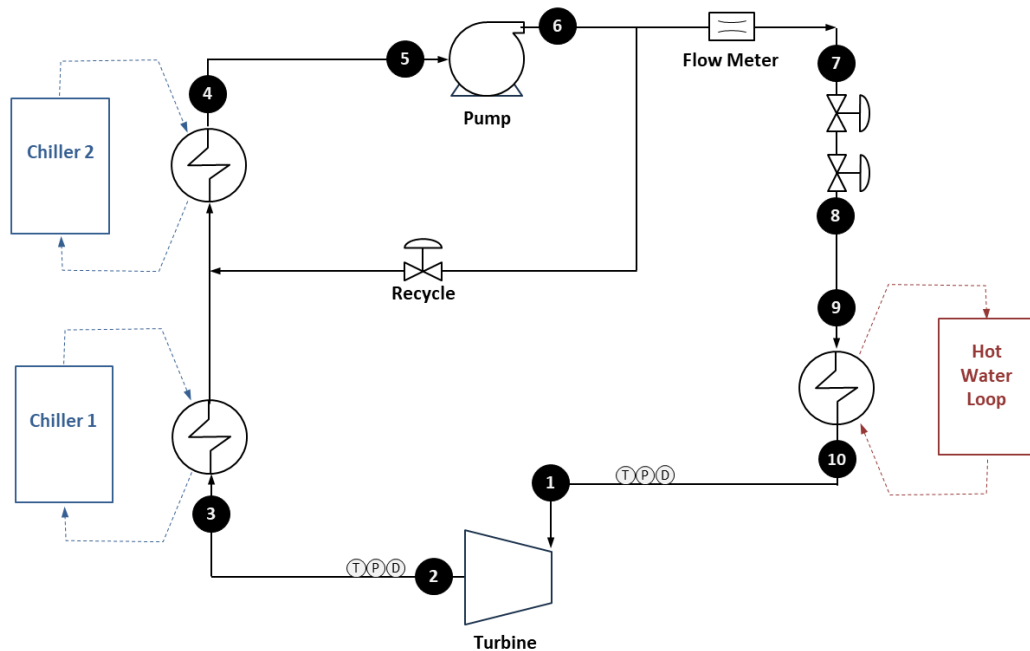 6
5
Flow Meter
7
4
Pump
Chiller 2
8
Recycle
9
Hot
Water
Loop
Chiller 1
10
1
T P D
3
T P D
2
Turbine